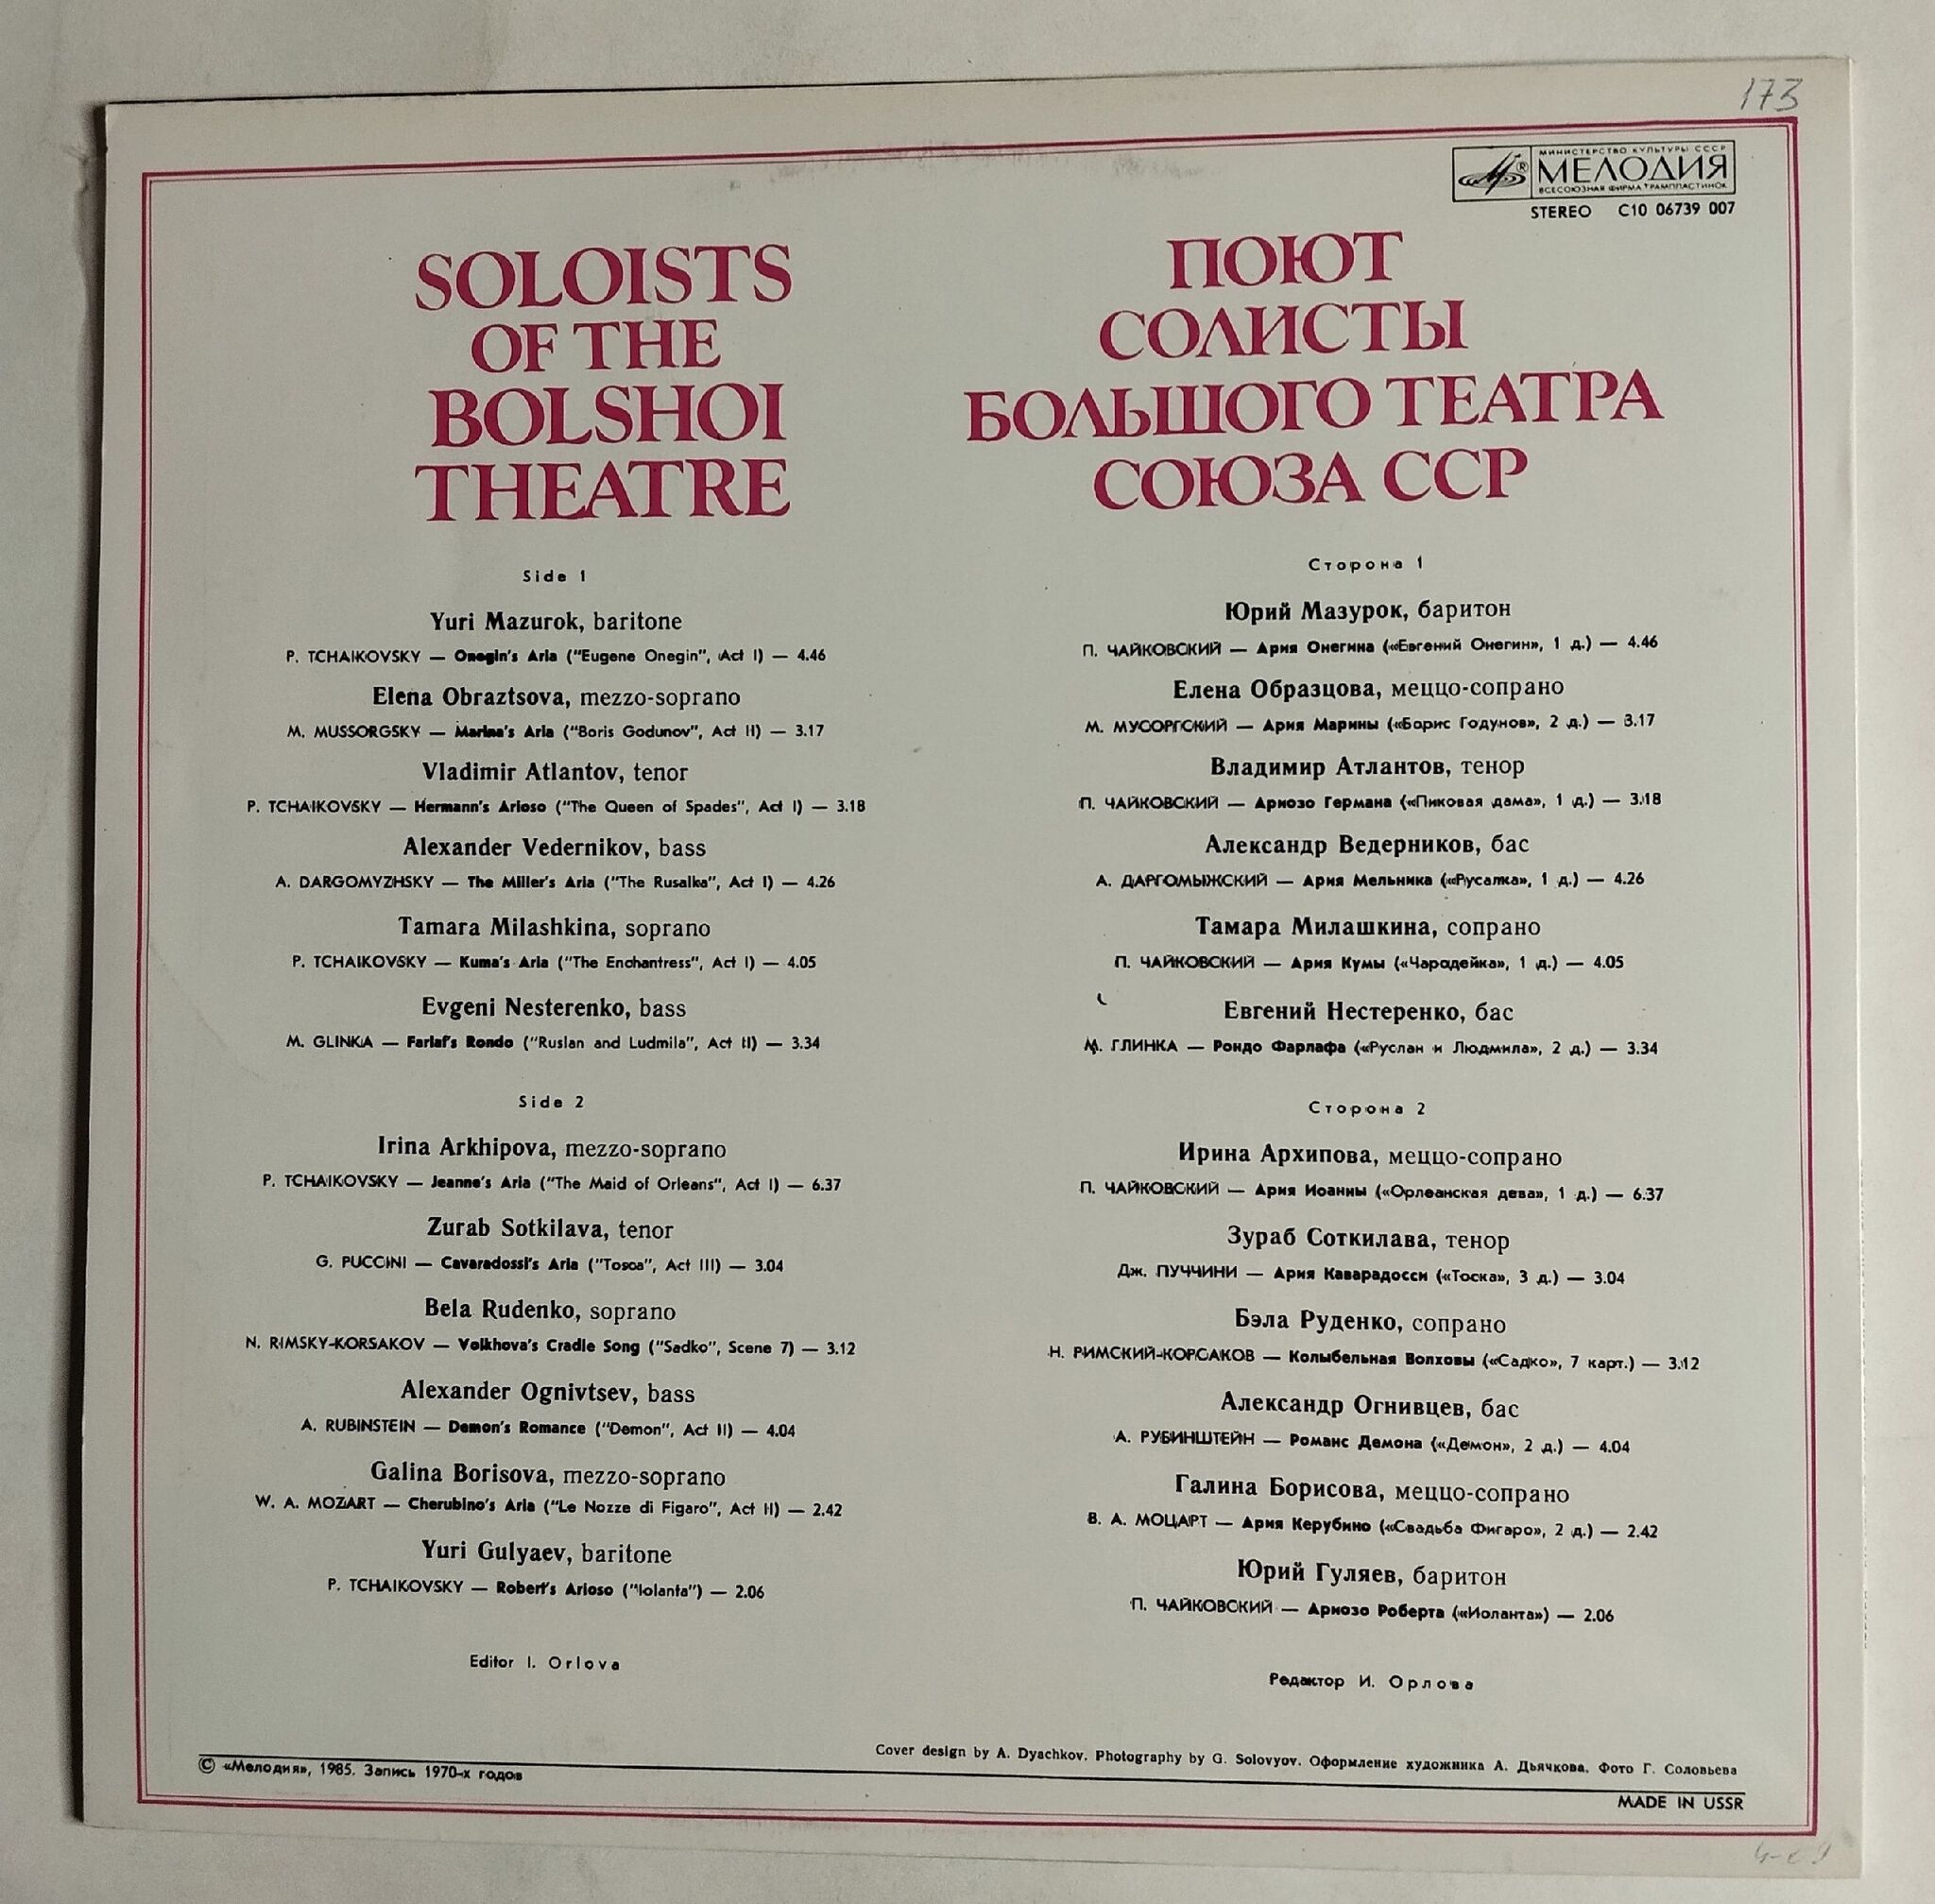 173
МИНИСТЕРСТВО КУЛЬТУРЫ СССР
МЕЛОДИЯ
ВСЕСОЮЗНАЯ ФИРМА ГРАМПЛАСТИНОК
STEREO C10 06739 007
SOLOISTS
OF THE
BOLSHOI
THEATRE
Side 1
Yuri Mazurok, baritone
P. TCHAIKOVSKY — Onegin's Aria ("Eugene Onegin", Act I) — 4.46
Elena Obraztsova, mezzo-soprano
M. MUSSORGSKY — Marina's Aria ("Boris Godunov", Act II) — 3.17
Vladimir Atlantov, tenor
P. TCHAIKOVSKY — Hermann's Arioso ("The Queen of Spades", Act I) — 3.18
Alexander Vedernikov, bass
A. DARGOMYZHSKY — The Miller's Aria ("The Rusalka", Act I) — 4.26
Tamara Milashkina, soprano
P. TCHAIKOVSKY — Kuma's Aria ("The Enchantress", Act I) — 4.05
Evgeni Nesterenko, bass
M. GLINKA — Farlaf's Rondo ("Ruslan and Ludmila", Act II) — 3.34
Side 2
Irina Arkhipova, mezzo-soprano
P. TCHAIKOVSKY — Jeanne's Aria ("The Maid of Orleans", Act I) — 6.37
Zurab Sotkilava, tenor
G. PUCCINI — Cavaradossi's Aria ("Tosca", Act III) — 3.04
Bela Rudenko, soprano
N. RIMSKY-KORSAKOV — Volkhova's Cradle Song ("Sadko", Scene 7) — 3.12
Alexander Ognivtsev, bass
A. RUBINSTEIN — Demon's Romance ("Demon", Act II) — 4.04
Galina Borisova, mezzo-soprano
W. A. MOZART — Cherubino's Aria ("Le Nozze di Figaro", Act II) — 2.42
Yuri Gulyaev, baritone
P. TCHAIKOVSKY — Robert's Arioso ("Iolanta") — 2.06
Editor I. Orlova
ПОЮТ
СОЛИСТЫ
БОЛЬШОГО ТЕАТРА
СОЮЗА ССР
Сторона 1
Юрий Мазурок, баритон
П. ЧАЙКОВСКИЙ — Ария Онегина («Евгений Онегин», 1 д.) — 4.46
Елена Образцова, меццо-сопрано
М. МУСОРГСКИЙ — Ария Марины («Борис Годунов», 2 д.) — 3.17
Владимир Атлантов, тенор
П. ЧАЙКОВСКИЙ — Ариозо Германа («Пиковая дама», 1 д.) — 3.18
Александр Ведерников, бас
А. ДАРГОМЫЖСКИЙ — Ария Мельника («Русалка», 1 д.) — 4.26
Тамара Милашкина, сопрано
П. ЧАЙКОВСКИЙ — Ария Кумы («Чародейка», 1 д.) — 4.05
Евгений Нестеренко, бас
М. ГЛИНКА — Рондо Фарлафа («Руслан и Людмила», 2 д.) — 3.34
Сторона 2
Ирина Архипова, меццо-сопрано
П. ЧАЙКОВСКИЙ — Ария Иоанны («Орлеанская дева», 1 д.) — 6.37
Зураб Соткилава, тенор
Дж. ПУЧЧИНИ — Ария Каварадосси («Тоска», 3 д.) — 3.04
Бэла Руденко, сопрано
Н. РИМСКИЙ-КОРСАКОВ — Колыбельная Волховы («Садко», 7 карт.) — 3.12
Александр Огнивцев, бас
А. РУБИНШТЕЙН — Романс Демона («Демон», 2 д.) — 4.04
Галина Борисова, меццо-сопрано
В. А. МОЦАРТ — Ария Керубино («Свадьба Фигаро», 2 д.) — 2.42
Юрий Гуляев, баритон
П. ЧАЙКОВСКИЙ — Ариозо Роберта («Иоланта») — 2.06
Редактор И. Орлова
Cover design by A. Dyachkov. Photography by G. Solovyov. Оформление художника А. Дьячкова. Фото Г. Соловьева
© «Мелодия», 1985. Запись 1970-х годов
MADE IN USSR